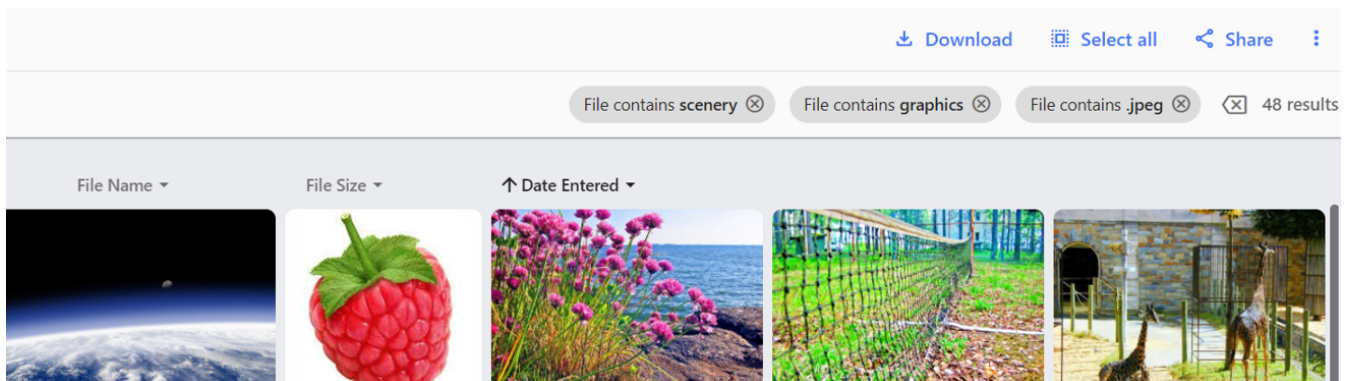 Download Select all Share
File contains scenery File contains graphics File contains .jpeg 48 results
File Name File Size Date Entered